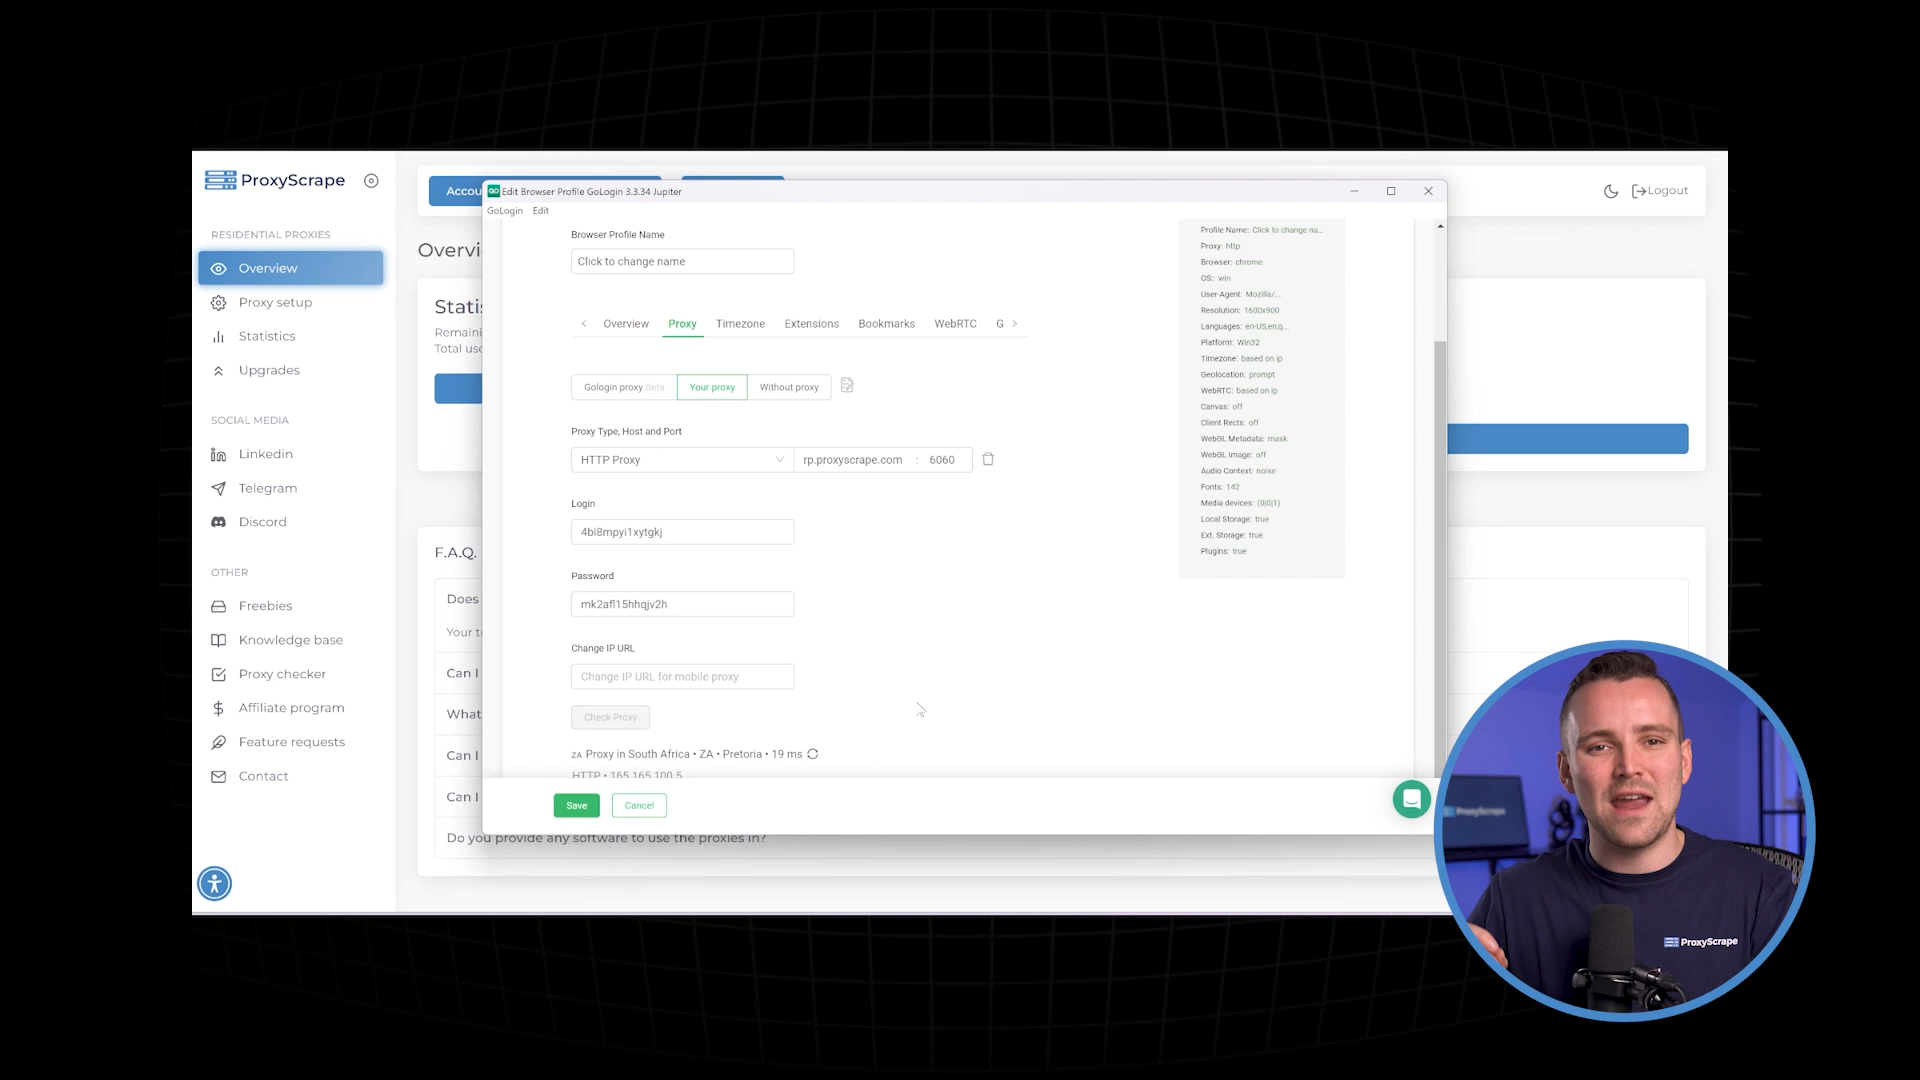 ProxyScrape
RESIDENTIAL PROXIES
Overview
Proxy setup
Statistics
Upgrades
SOCIAL MEDIA
Linkedin
Telegram
Discord
OTHER
Freebies
Knowledge base
Proxy checker
Affiliate program
Feature requests
Contact
Accou
Logout
Overvi
Statis
Remaini
Total use
F.A.Q.
Does
Your t
Can I
What
Can I
Can I
Do you provide any software to use the proxies in?
GO Edit Browser Profile GoLogin 3.3.34 Jupiter
GoLogin Edit
Browser Profile Name
Click to change name
Overview Proxy Timezone Extensions Bookmarks WebRTC G
Gologin proxy Beta Your proxy Without proxy
Proxy Type, Host and Port
HTTP Proxy rp.proxyscrape.com : 6060
Login
4bi8mpyi1xytgkj
Password
mk2afl15hhqjv2h
Change IP URL
Change IP URL for mobile proxy
Check Proxy
ZA Proxy in South Africa • ZA • Pretoria • 19 ms
HTTP • 165.165.100.5
Save Cancel
Profile Name: Click to change na...
Proxy: http
Browser: chrome
OS:: win
User-Agent: Mozilla/...
Resolution: 1600x900
Languages: en-US,en;q...
Platform: Win32
Timezone: based on ip
Geolocation: prompt
WebRTC: based on ip
Canvas: off
Client Rects: off
WebGL Metadata: mask
WebGL Image: off
Audio Context: noise
Fonts: 142
Media devices: (0|0|1)
Local Storage: true
Ext. Storage: true
Plugins: true
ProxyScrape
ProxyScrape